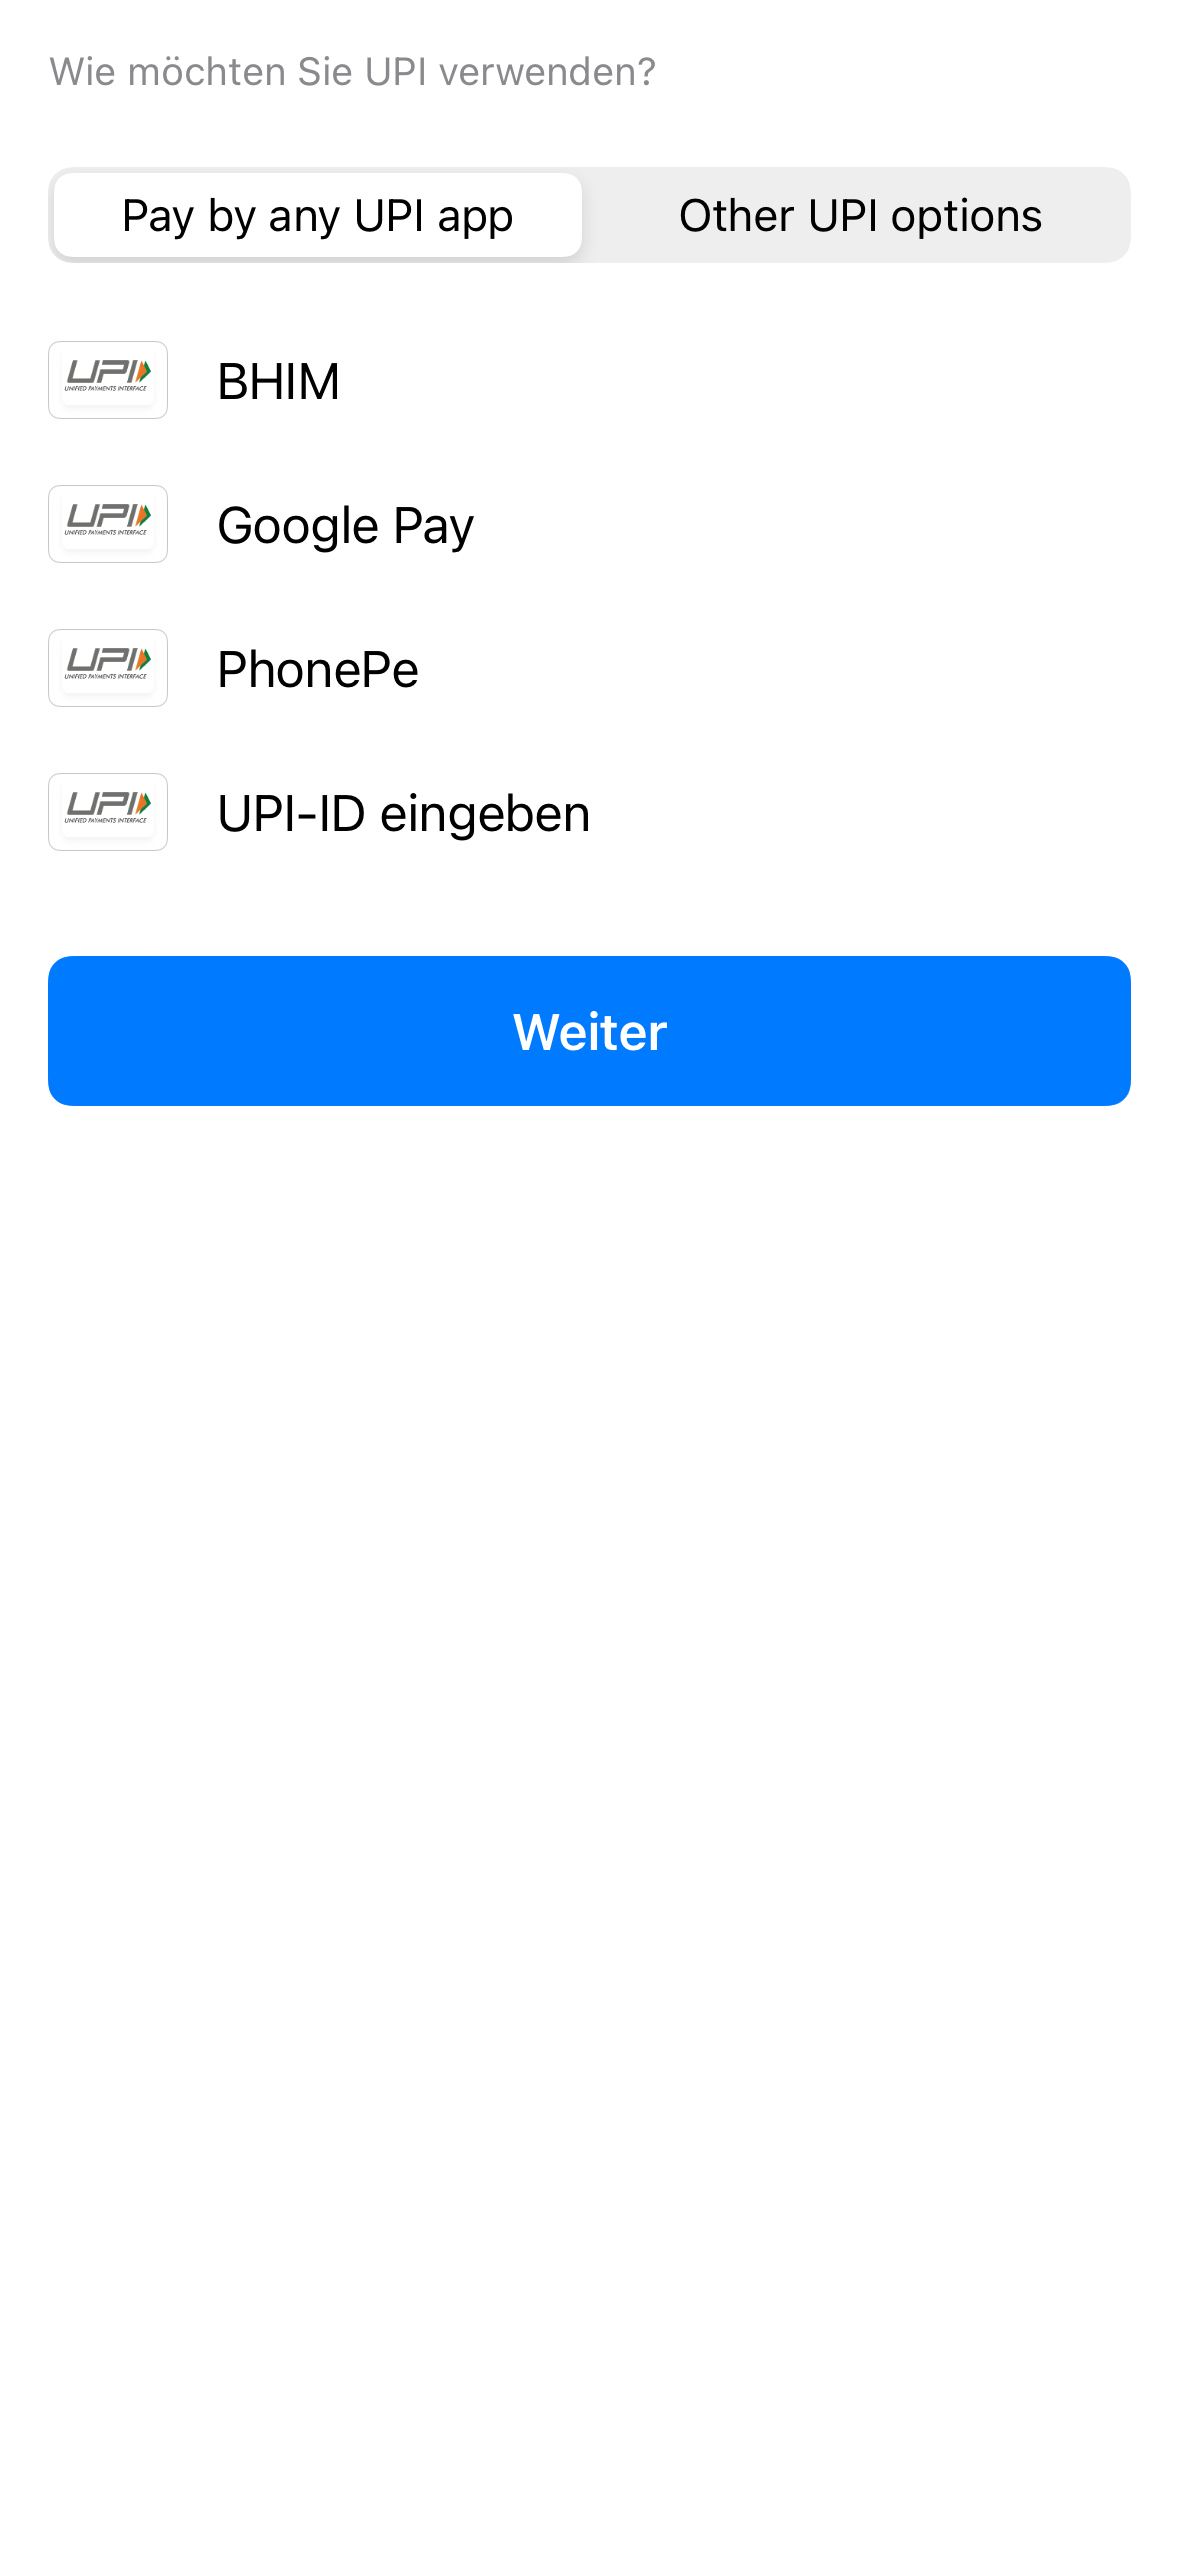 Wie möchten Sie UPI verwenden?
Pay by any UPI app
Other UPI options
UPI
UNIFIED PAYMENTS INTERFACE
BHIM
UPI
UNIFIED PAYMENTS INTERFACE
Google Pay
UPI
UNIFIED PAYMENTS INTERFACE
PhonePe
UPI
UNIFIED PAYMENTS INTERFACE
UPI-ID eingeben
Weiter